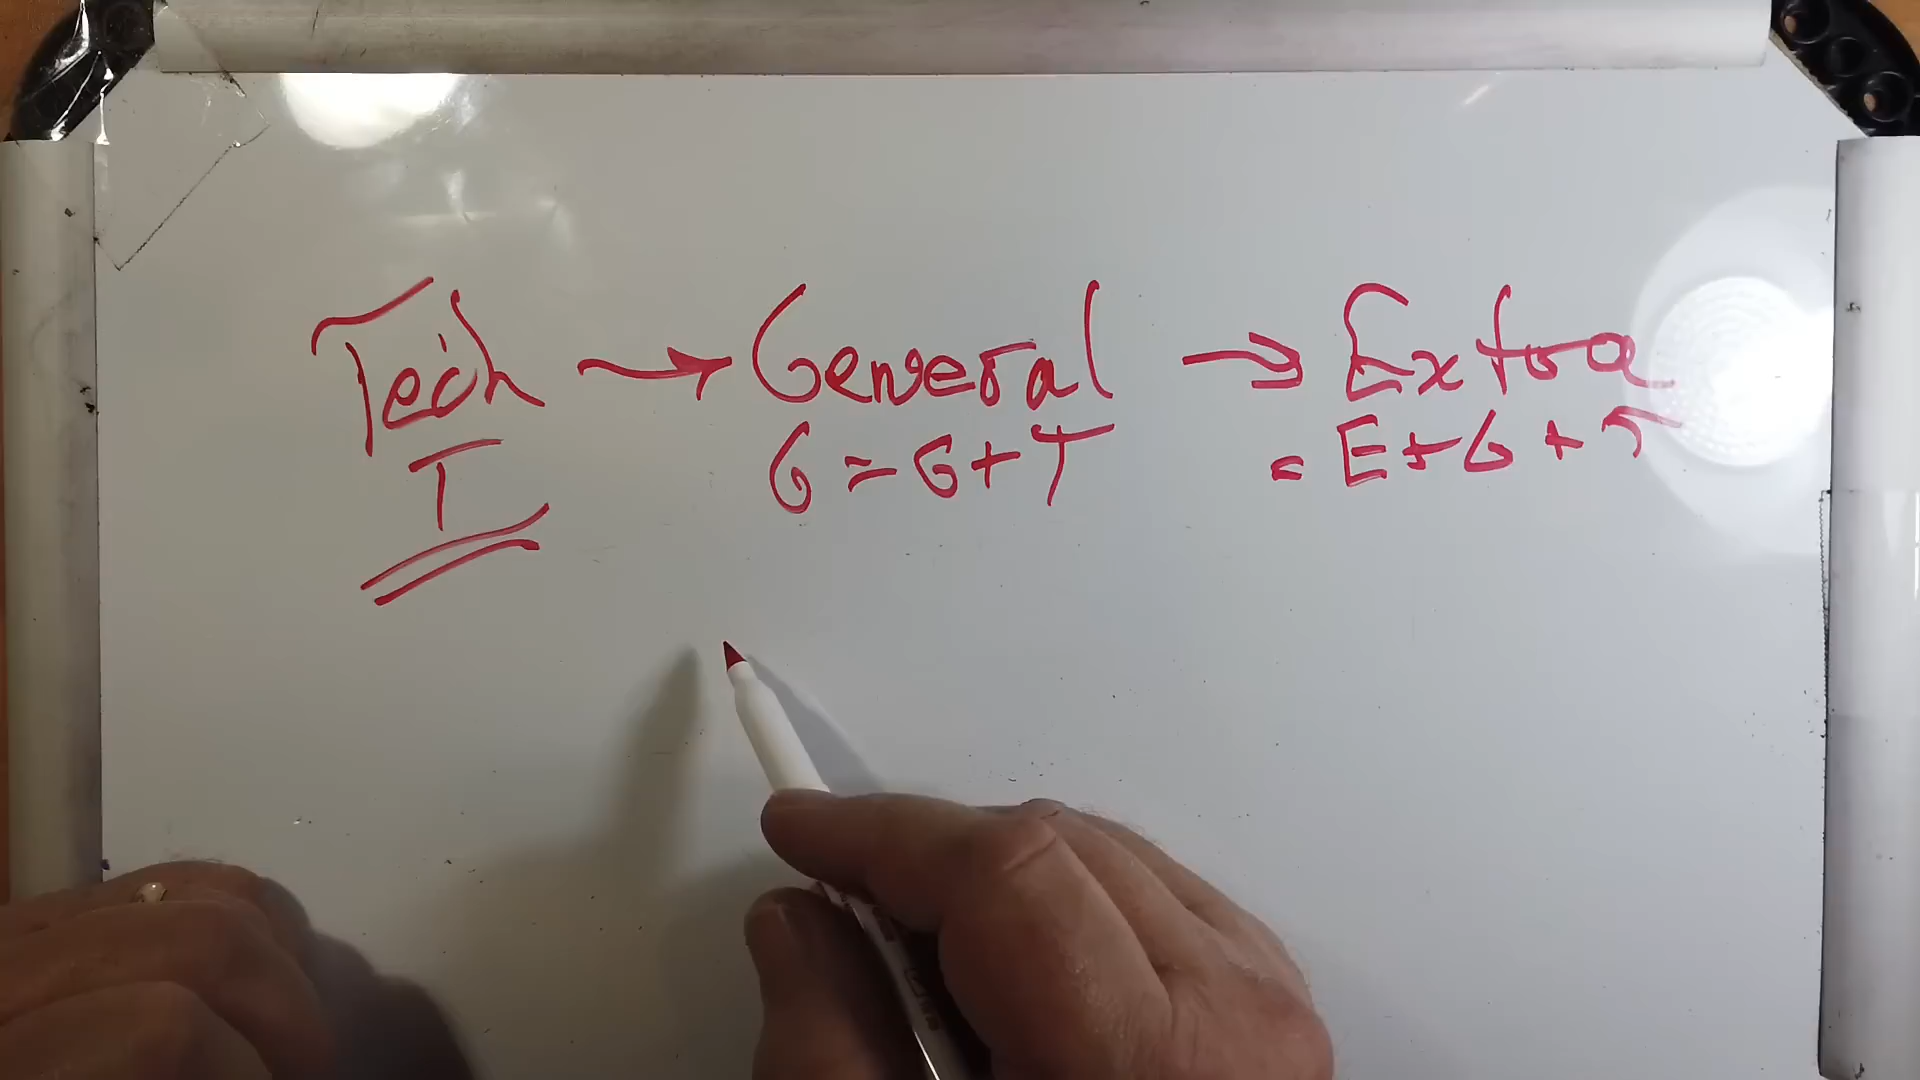 Tech → General → Extra
T G = G + T = E + G + T